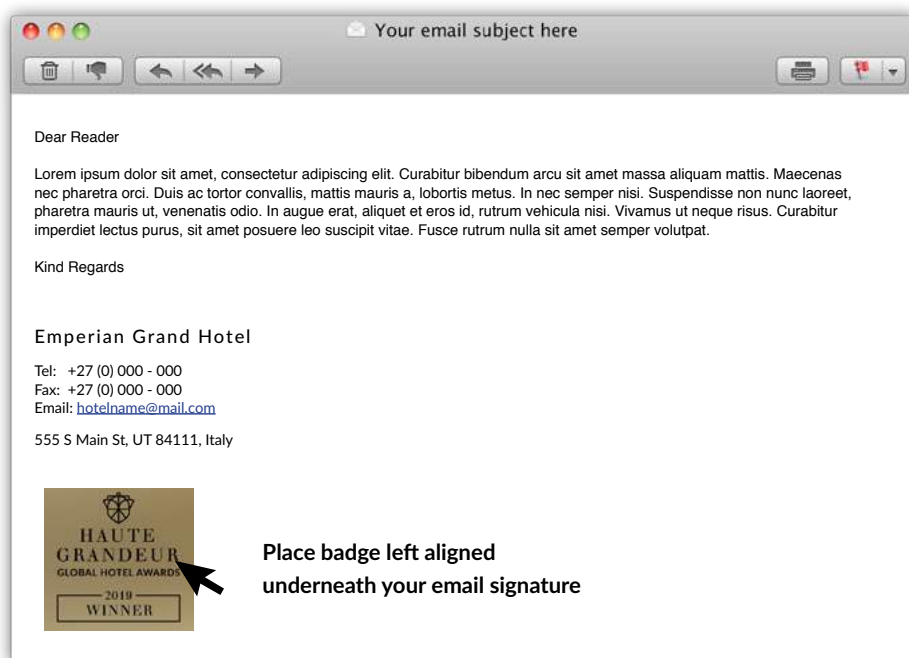 Your email subject here
Dear Reader
Lorem ipsum dolor sit amet, consectetur adipiscing elit. Curabitur bibendum arcu sit amet massa aliquam mattis. Maecenas
nec pharetra orci. Duis ac tortor convallis, mattis mauris a, lobortis metus. In nec semper nisi. Suspendisse non nunc laoreet,
pharetra mauris ut, venenatis odio. In augue erat, aliquet et eros id, rutrum vehicula nisi. Vivamus ut neque risus. Curabitur
imperdiet lectus purus, sit amet posuere leo suscipit vitae. Fusce rutrum nulla sit amet semper volutpat.
Kind Regards
Emperian Grand Hotel
Tel: +27 (0) 000 - 000
Fax: +27 (0) 000 - 000
Email: hotelname@mail.com
555 S Main St, UT 84111, Italy
HAUTE
GRANDEUR
GLOBAL HOTEL AWARDS
2019
WINNER
Place badge left aligned
underneath your email signature